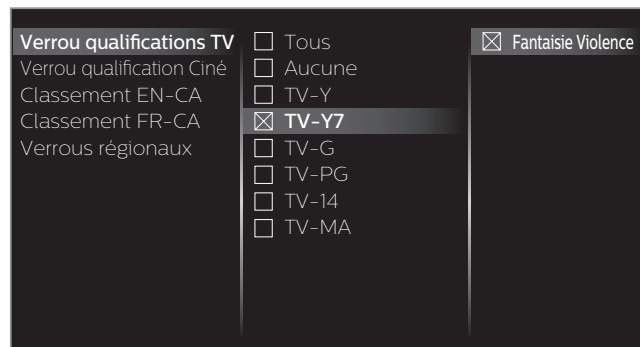 Verrou qualifications TV
Verrou qualification Ciné
Classement EN-CA
Classement FR-CA
Verrous régionaux
Tous
Aucune
TV-Y
TV-Y7
TV-G
TV-PG
TV-14
TV-MA
Fantaisie Violence